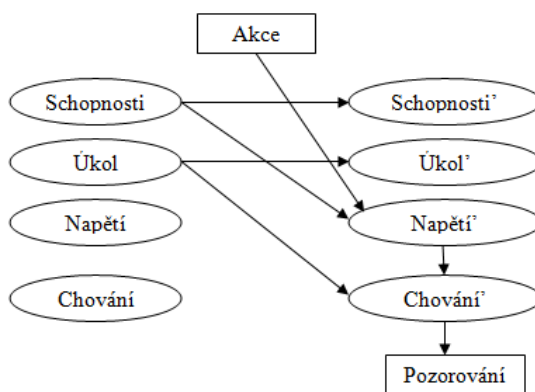 Akce
Schopnosti
Schopnosti’
Úkol
Úkol’
Napětí
Napětí’
Chování
Chování’
Pozorování